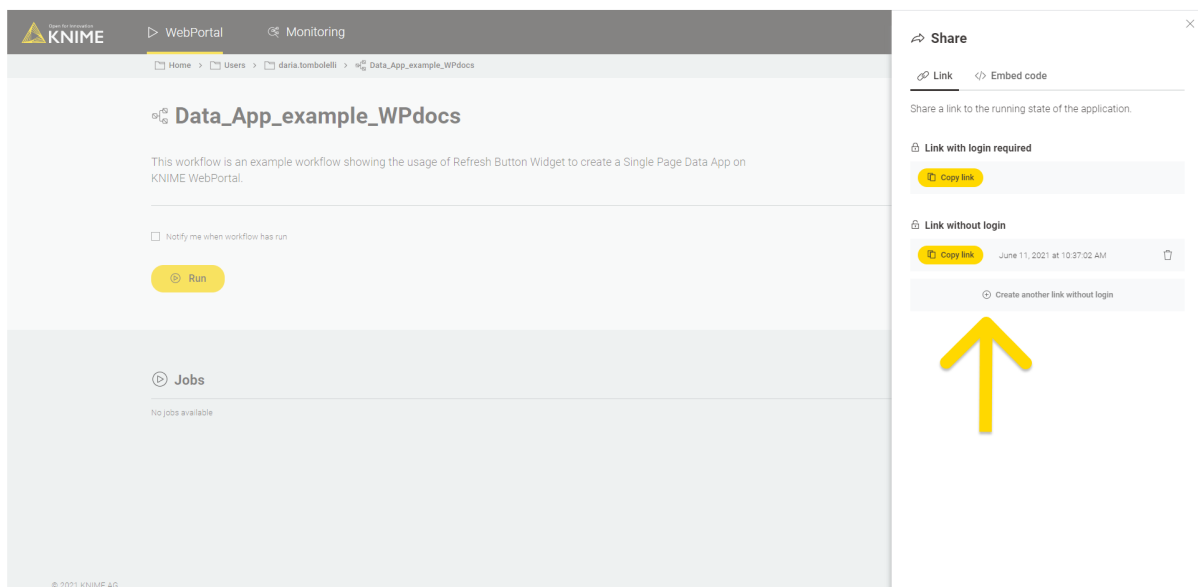 Open for Innovation
KNIME
WebPortal
Monitoring
Home > Users > daria.tombolelli > Data_App_example_WPdocs
Data_App_example_WPdocs
This workflow is an example workflow showing the usage of Refresh Button Widget to create a Single Page Data App on
KNIME WebPortal.
Notify me when workflow has run
Run
Jobs
No jobs available
© 2021 KNIME AG
Share
Link
</> Embed code
Share a link to the running state of the application.
Link with login required
Copy link
Link without login
Copy link June 11, 2021 at 10:37:02 AM
Create another link without login